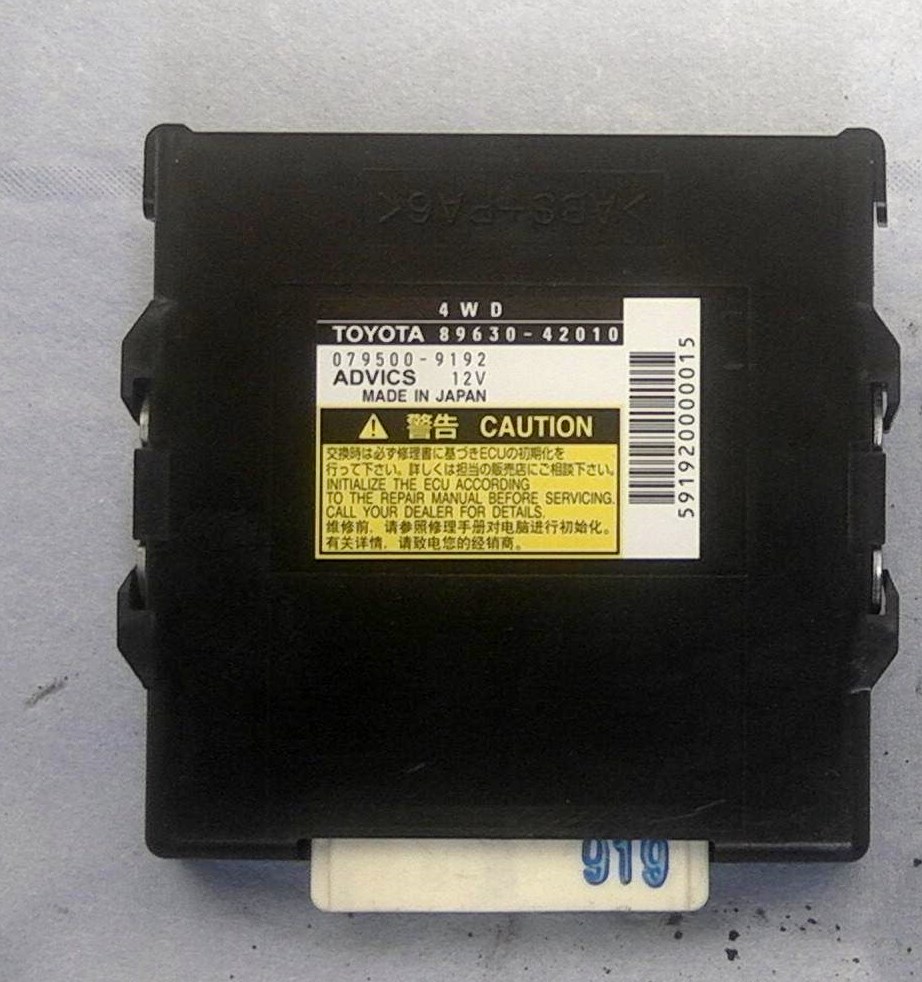 >ABS+PA6<
4WD
TOYOTA 89630-42010
079500-9192
ADVICS 12V
MADE IN JAPAN
警告 CAUTION
交換時は必ず修理書に基づきECUの初期化を
行って下さい。詳しくは担当の販売店にご相談下さい。
INITIALIZE THE ECU ACCORDING
TO THE REPAIR MANUAL BEFORE SERVICING.
CALL YOUR DEALER FOR DETAILS.
维修前，请参照修理手册对电脑进行初始化。
有关详情，请致电您的经销商。
591920000015
919